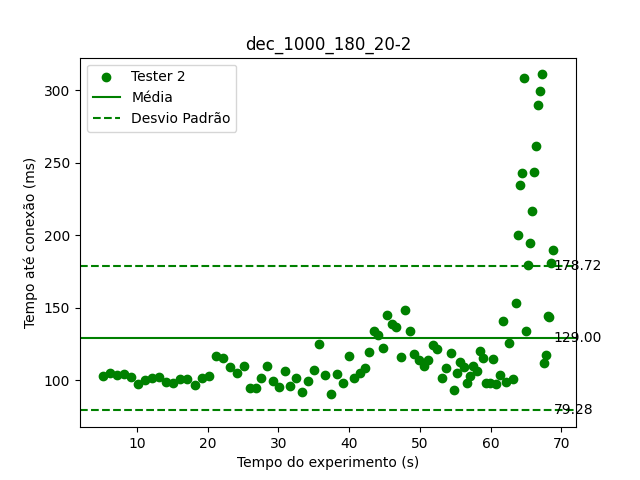 dec_1000_180_20-2
Tester 2
Média
Desvio Padrão
Tempo até conexão (ms)
300
250
200
150
100
178.72
129.00
79.28
10 20 30 40 50 60 70
Tempo do experimento (s)